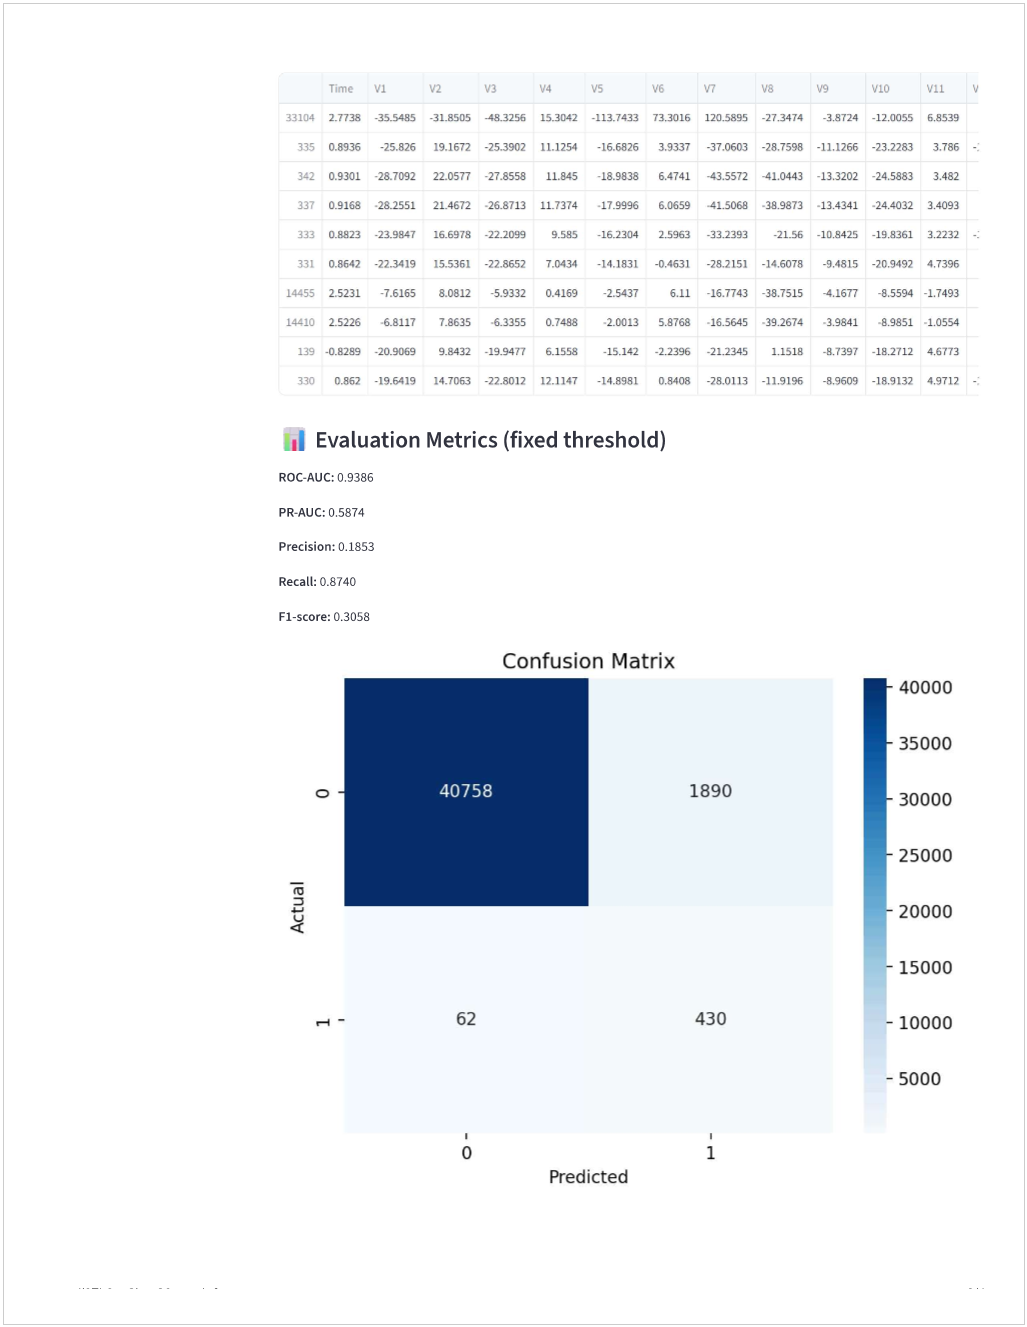 Time V1 V2 V3 V4 V5 V6 V7 V8 V9 V10 V11
33104 2.7738 -35.5485 -31.8505 -48.3256 15.3042 -113.7433 73.3016 120.5895 -27.3474 -3.8724 -12.0055 6.8539
335 0.8936 -25.826 19.1672 -25.3902 11.1254 -16.6826 3.9337 -37.0603 -28.7598 -11.1266 -23.2283 3.786
342 0.9301 -28.7092 22.0577 -27.8558 11.845 -18.9838 6.4741 -43.5572 -41.0443 -13.3202 -24.5883 3.482
337 0.9168 -28.2551 21.4672 -26.8713 11.7374 -17.9996 6.0659 -41.5068 -38.9873 -13.4341 -24.4032 3.4093
333 0.8823 -23.9847 16.6978 -22.2099 9.585 -16.2304 2.5963 -33.2393 -21.56 -10.8425 -19.8361 3.2232
331 0.8642 -22.3419 15.5361 -22.8652 7.0434 -14.1831 -0.4631 -28.2151 -14.6078 -9.4815 -20.9492 4.7396
14455 2.5231 -7.6165 8.0812 -5.9332 0.4169 -2.5437 6.11 -16.7743 -38.7515 -4.1677 -8.5594 -1.7493
14410 2.5226 -6.8117 7.8635 -6.3355 0.7488 -2.0013 5.8768 -16.5645 -39.2674 -3.9841 -8.9851 -1.0554
139 -0.8289 -20.9069 9.8432 -19.9477 6.1558 -15.142 -2.2396 -21.2345 1.1518 -8.7397 -18.2712 4.6773
330 0.862 -19.6419 14.7063 -22.8012 12.1147 -14.8981 0.8408 -28.0113 -11.9196 -8.9609 -18.9132 4.9712
Evaluation Metrics (fixed threshold)
ROC-AUC: 0.9386
PR-AUC: 0.5874
Precision: 0.1853
Recall: 0.8740
F1-score: 0.3058
Confusion Matrix
40000
35000
30000
25000
20000
15000
10000
5000
Actual
0
40758 1890
1
62 430
0 1
Predicted